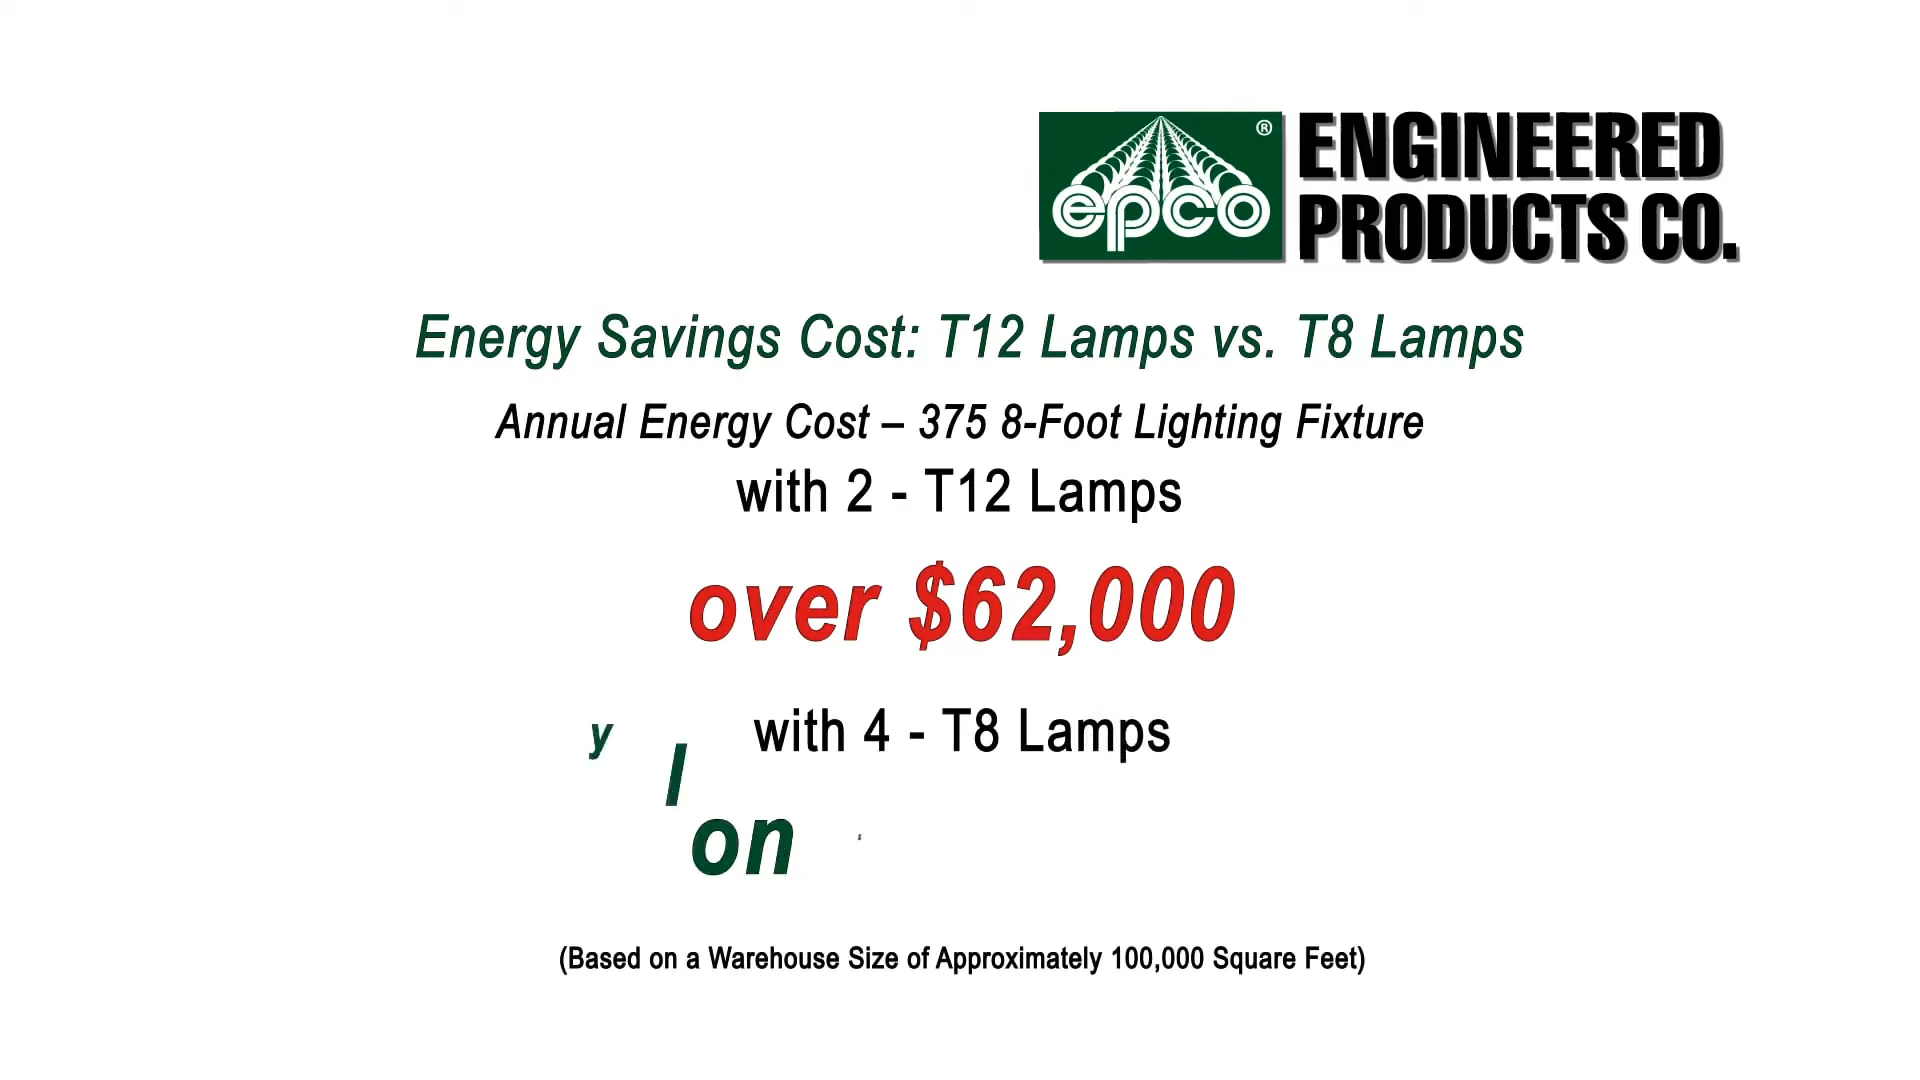 epco®
ENGINEERED
PRODUCTS CO.
Energy Savings Cost: T12 Lamps vs. T8 Lamps
Annual Energy Cost – 375 8-Foot Lighting Fixture
with 2 - T12 Lamps
over $62,000
with 4 - T8 Lamps
y
l
on
(Based on a Warehouse Size of Approximately 100,000 Square Feet)